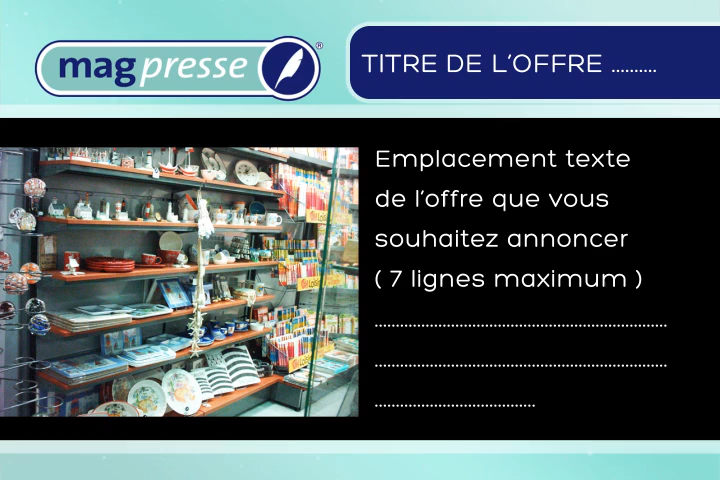 magpresse®
TITRE DE L'OFFRE ..........
Emplacement texte
de l'offre que vous
souhaitez annoncer
( 7 lignes maximum )
......................................................................
......................................................................
.......................................